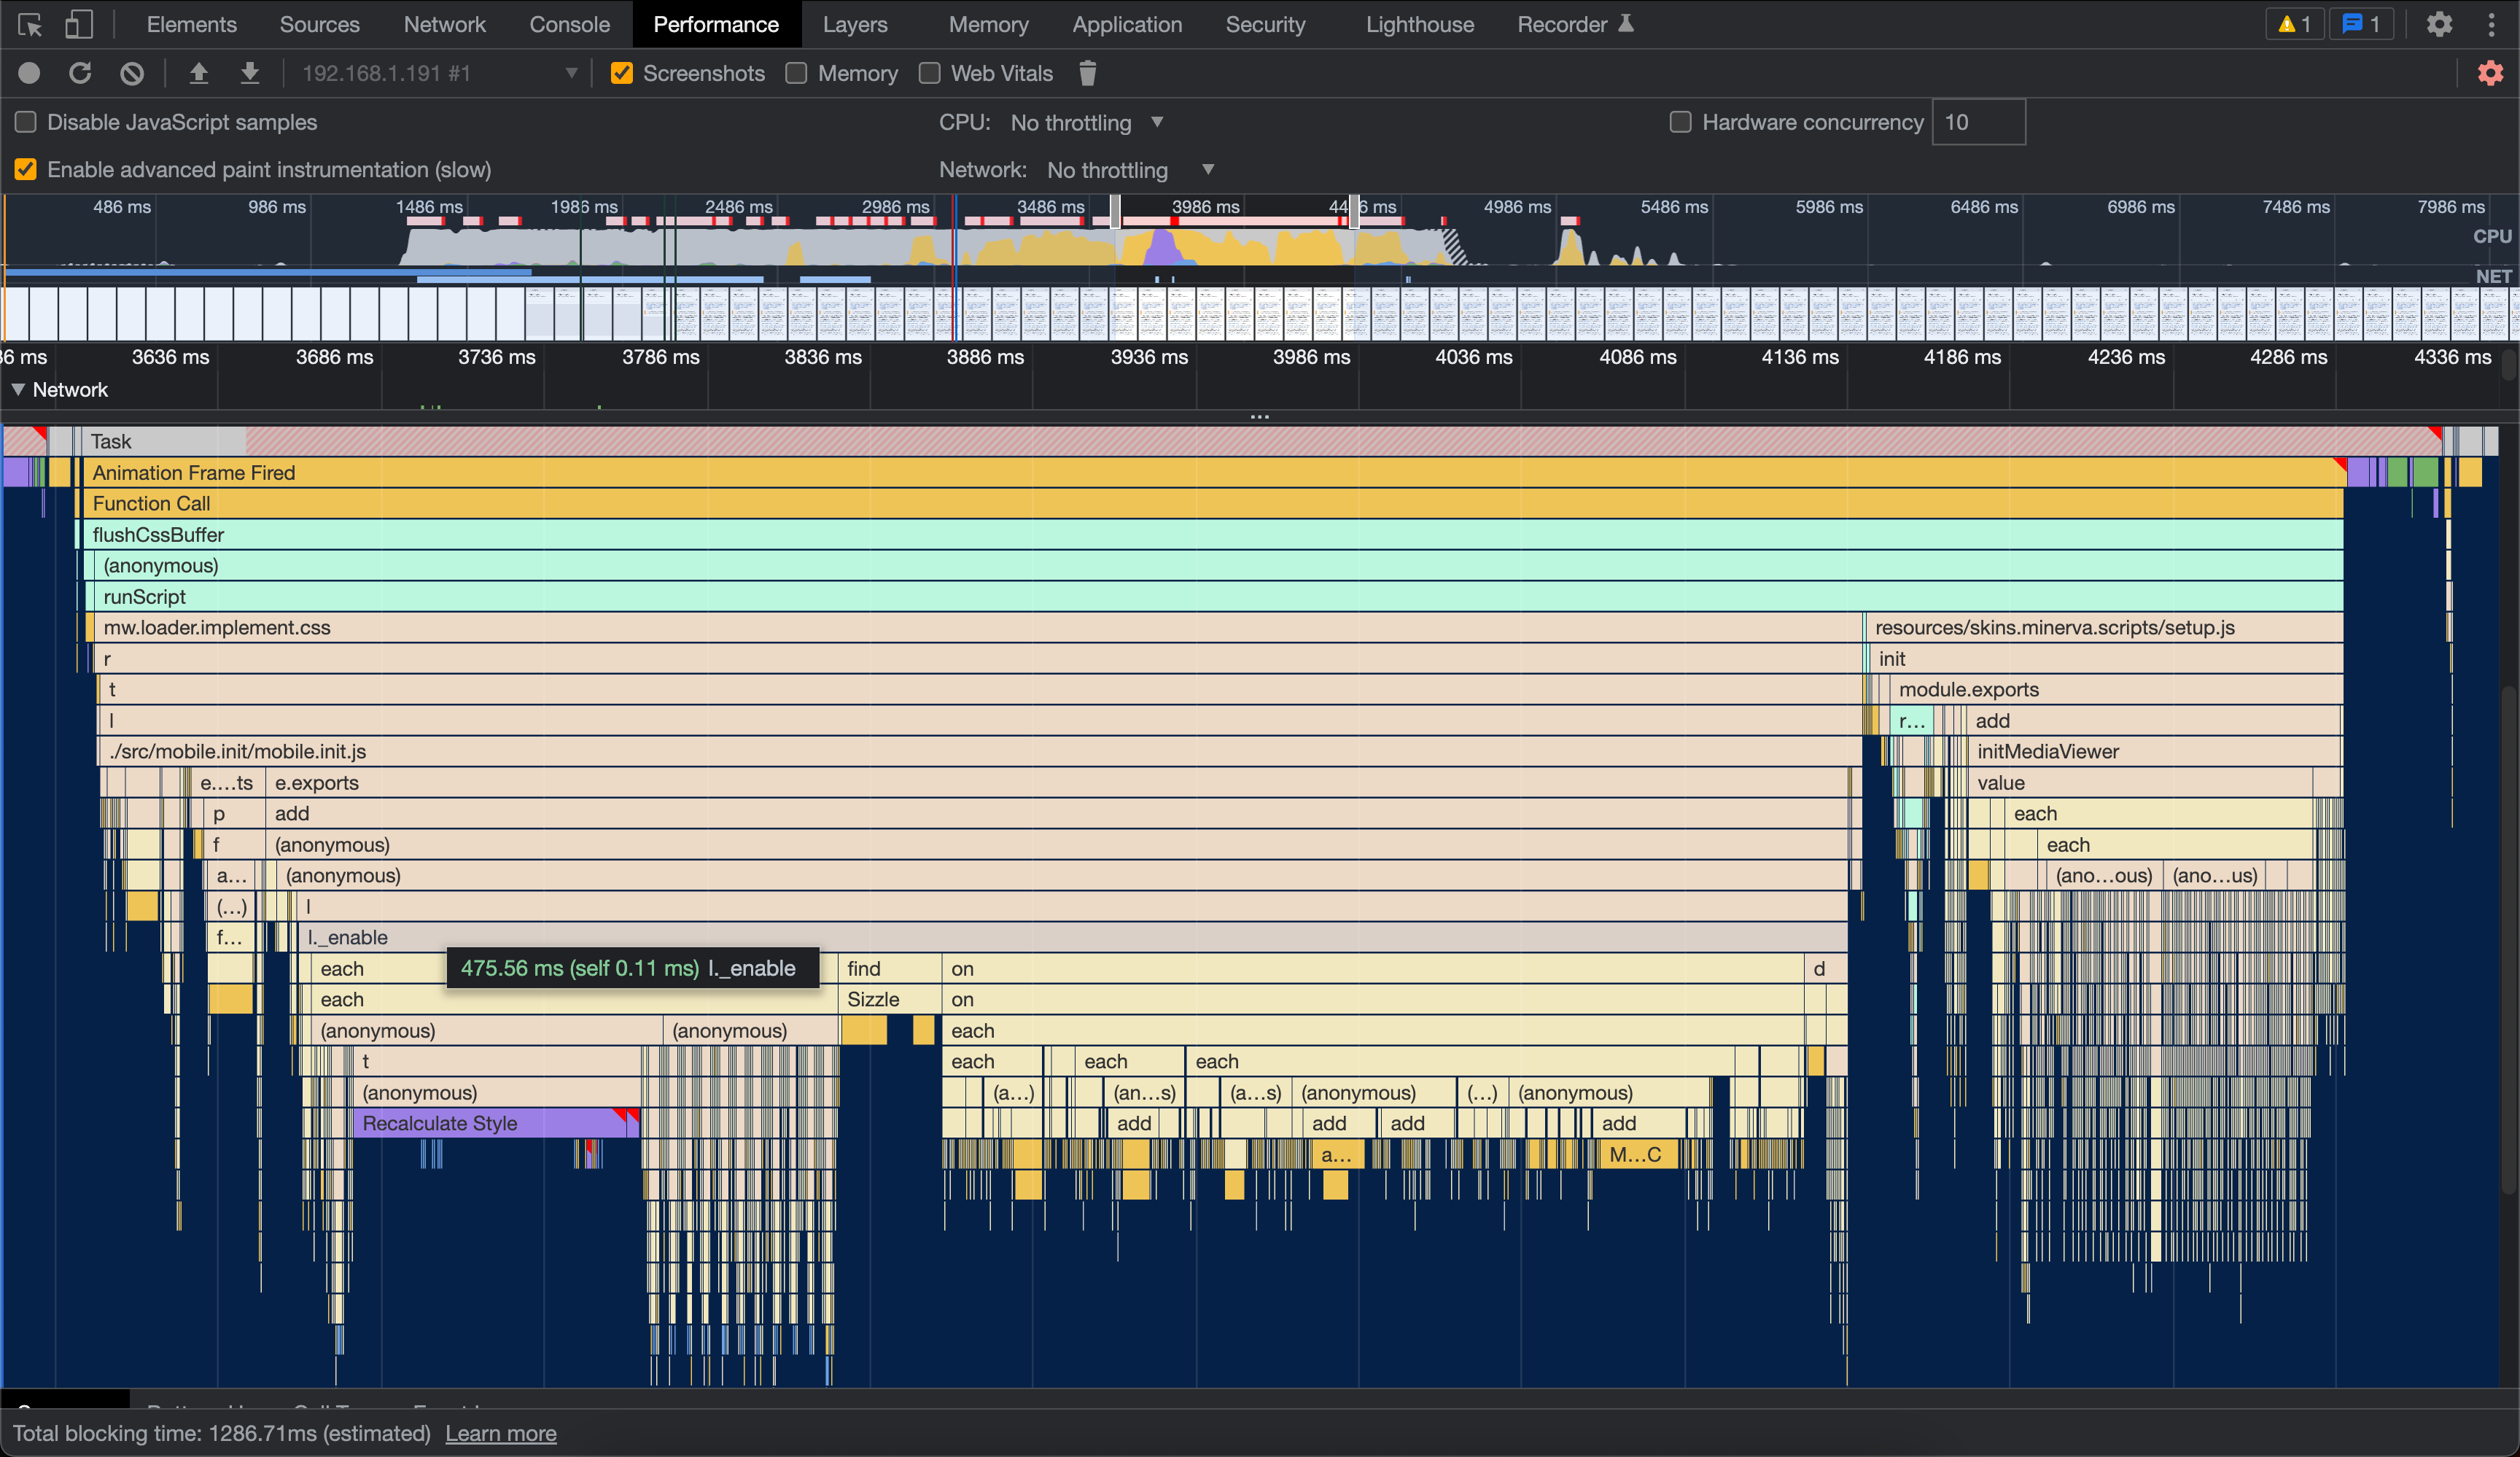 Elements Sources Network Console Performance Layers Memory Application Security Lighthouse Recorder 1 1
192.168.1.191 #1 Screenshots Memory Web Vitals
Disable JavaScript samples CPU: No throttling Hardware concurrency 10
Enable advanced paint instrumentation (slow) Network: No throttling
486 ms 986 ms 1486 ms 1986 ms 2486 ms 2986 ms 3486 ms 3986 ms ms 4986 ms 5486 ms 5986 ms 6486 ms 6986 ms 7486 ms 7986 ms
CPU
NET
36 ms 3636 ms 3686 ms 3736 ms 3786 ms 3836 ms 3886 ms 3936 ms 3986 ms 4036 ms 4086 ms 4136 ms 4186 ms 4236 ms 4286 ms 4336 ms
Network
...
Task
Animation Frame Fired
Function Call
flushCssBuffer
(anonymous)
runScript
mw.loader.implement.css resources/skins.minerva.scripts/setup.js
r init
t module.exports
l r... add
./src/mobile.init/mobile.init.js initMediaViewer
e....ts e.exports value
p add each
f (anonymous) each
a... (anonymous) (ano...ous) (ano...us)
(...) l
f... l._enable
each 475.56 ms (self 0.11 ms) l._enable find on d
each Sizzle on
(anonymous) (anonymous) each
t each each each
(anonymous) (a...) (an...s) (a...s) (anonymous) (...) (anonymous)
Recalculate Style add add add add
a... M...C
Total blocking time: 1286.71ms (estimated) Learn more